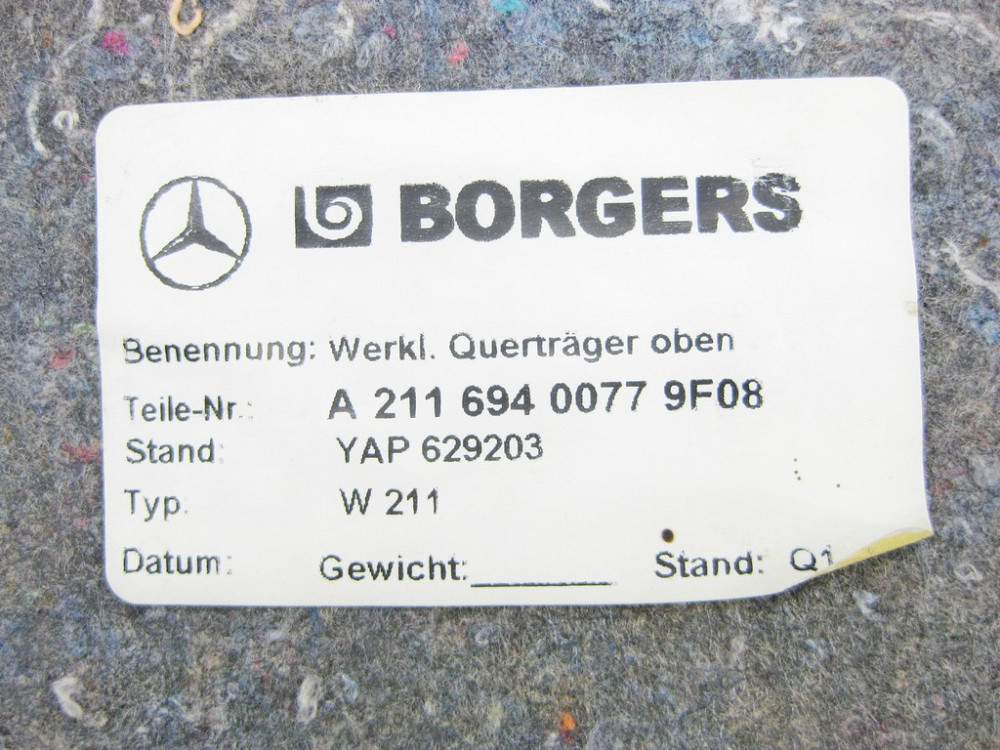 BORGERS
Benennung: Werkl. Querträger oben
Teile-Nr.: A 211 694 0077 9F08
Stand: YAP 629203
Typ: W 211
Datum: Gewicht:________ Stand: Q1